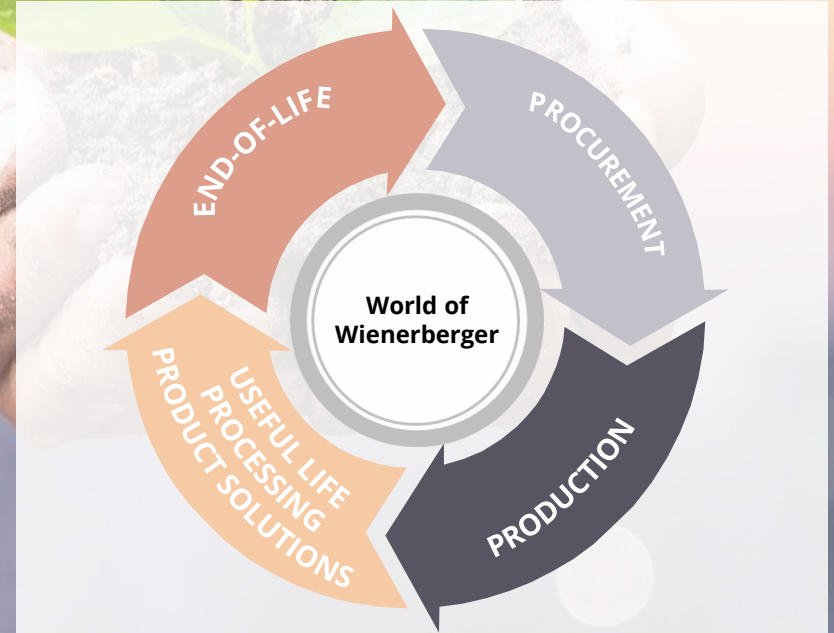 END-OF-LIFE
PROCUREMENT
World of
Wienerberger
USEFUL LIFE
PROCESSING
PRODUCT SOLUTIONS
PRODUCTION